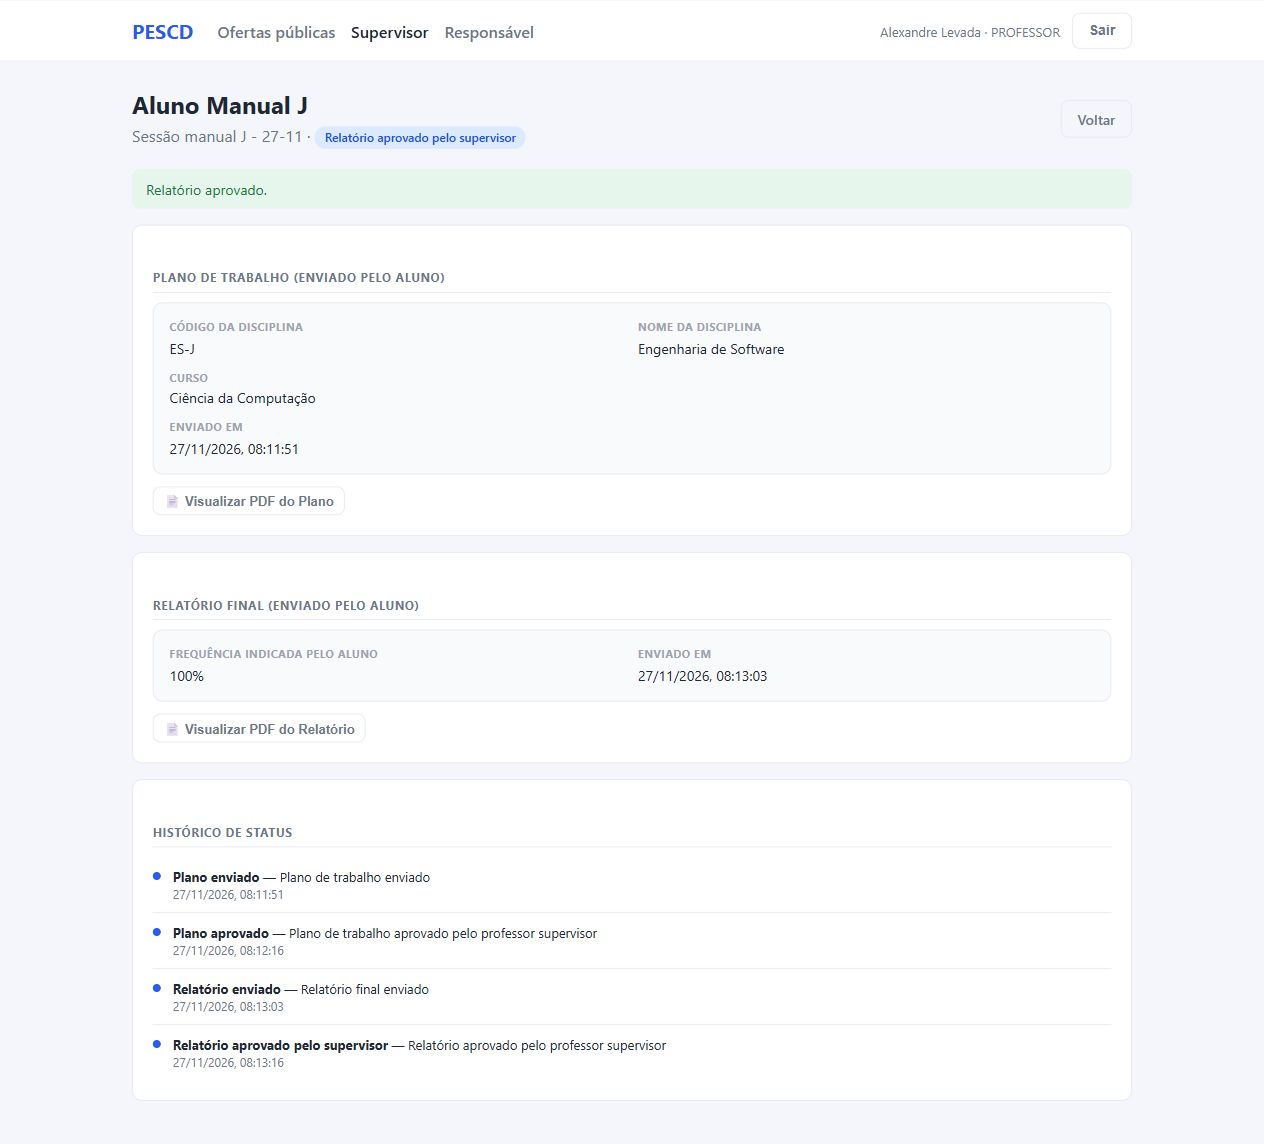 PESCD Ofertas públicas Supervisor Responsável Alexandre Levada · PROFESSOR Sair
Aluno Manual J
Sessão manual J - 27-11 · Relatório aprovado pelo supervisor
Voltar
Relatório aprovado.
PLANO DE TRABALHO (ENVIADO PELO ALUNO)
CÓDIGO DA DISCIPLINA NOME DA DISCIPLINA
ES-J Engenharia de Software
CURSO
Ciência da Computação
ENVIADO EM
27/11/2026, 08:11:51
Visualizar PDF do Plano
RELATÓRIO FINAL (ENVIADO PELO ALUNO)
FREQUÊNCIA INDICADA PELO ALUNO ENVIADO EM
100% 27/11/2026, 08:13:03
Visualizar PDF do Relatório
HISTÓRICO DE STATUS
Plano enviado — Plano de trabalho enviado
27/11/2026, 08:11:51
Plano aprovado — Plano de trabalho aprovado pelo professor supervisor
27/11/2026, 08:12:16
Relatório enviado — Relatório final enviado
27/11/2026, 08:13:03
Relatório aprovado pelo supervisor — Relatório aprovado pelo professor supervisor
27/11/2026, 08:13:16